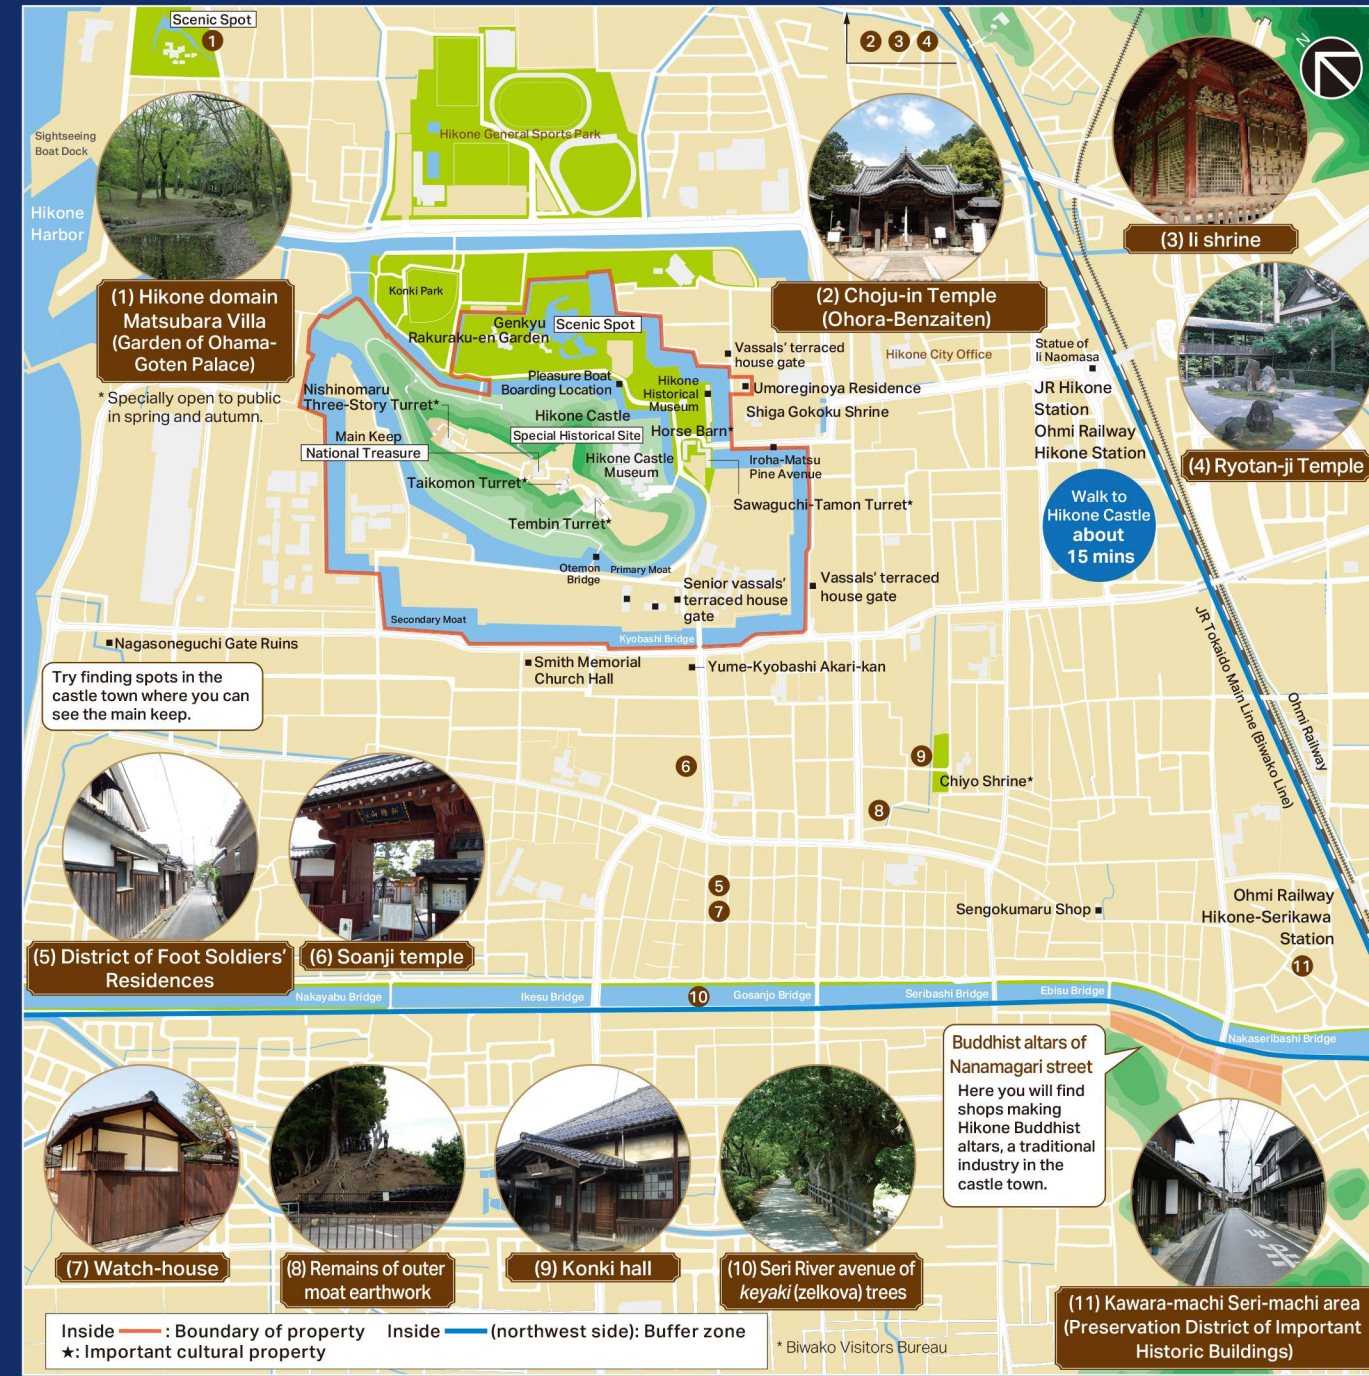 Scenic Spot
1
2 3 4
N
Sightseeing
Boat Dock
Hikone
Harbor
Hikone General Sports Park
(1) Hikone domain
Matsubara Villa
(Garden of Ohama-
Goten Palace)
* Specially open to public
in spring and autumn.
(2) Choju-in Temple
(Ohora-Benzaiten)
(3) Ii shrine
(4) Ryotan-ji Temple
Konki Park
Genkyu
Rakuraku-en Garden
Scenic Spot
Vassals' terraced
house gate
Hikone City Office
Statue of
Ii Naomasa
JR Hikone
Station
Ohmi Railway
Hikone Station
Pleasure Boat
Boarding Location
Hikone
Historical
Museum
Umoreginoya Residence
Shiga Gokoku Shrine
Nishinomaru
Three-Story Turret*
Hikone Castle
Special Historical Site
Horse Barn*
Main Keep
National Treasure
Hikone Castle
Museum
Iroha-Matsu
Pine Avenue
Taikomon Turret*
Sawaguchi-Tamon Turret*
Tembin Turret*
Walk to
Hikone Castle
about
15 mins
Otemon
Bridge
Primary Moat
Senior vassals'
terraced house
gate
Vassals' terraced
house gate
Secondary Moat
Kyobashi Bridge
Nagasoneguchi Gate Ruins
Smith Memorial
Church Hall
Yume-Kyobashi Akari-kan
JR Tokaido Main Line (Biwako Line)
Ohmi Railway
Try finding spots in the
castle town where you can
see the main keep.
6
9
Chiyo Shrine*
8
5
7
Sengokumaru Shop
Ohmi Railway
Hikone-Serikawa
Station
11
(5) District of Foot Soldiers'
Residences
(6) Soanji temple
Nakayabu Bridge
Ikesu Bridge
10
Gosanjo Bridge
Seribashi Bridge
Ebisu Bridge
Nakaseribashi Bridge
Buddhist altars of
Nanamagari street
Here you will find
shops making
Hikone Buddhist
altars, a traditional
industry in the
castle town.
(7) Watch-house
(8) Remains of outer
moat earthwork
(9) Konki hall
(10) Seri River avenue of
keyaki (zelkova) trees
(11) Kawara-machi Seri-machi area
(Preservation District of Important
Historic Buildings)
Inside : Boundary of property Inside (northwest side): Buffer zone
★: Important cultural property
* Biwako Visitors Bureau